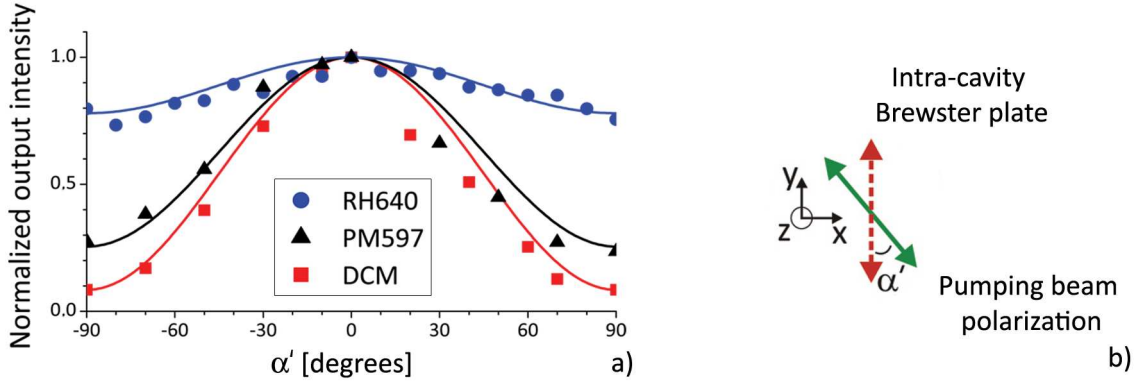 Normalized output intensity
1.0
0.5
0.0
-90
-60
-30
0
30
60
90
α' [degrees]
RH640
PM597
DCM
a)
Intra-cavity
Brewster plate
y
z
x
α'
Pumping beam
polarization
b)